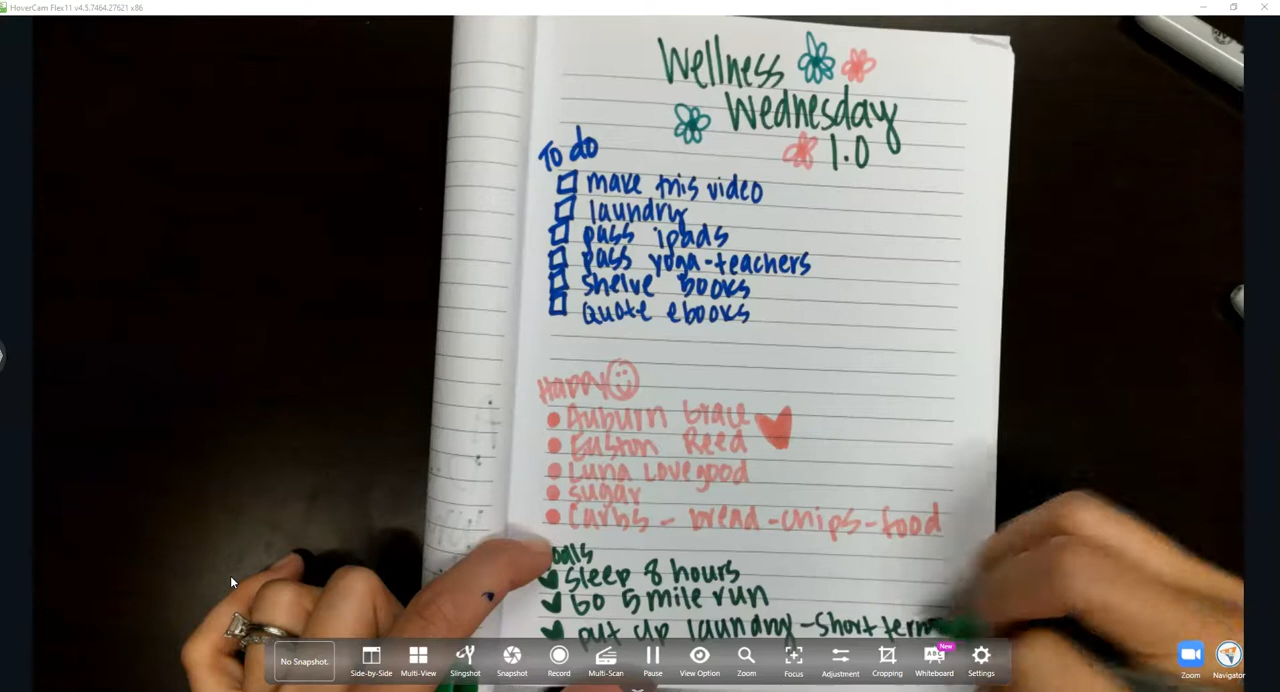 HoverCam Flex11 v4.5.7464.27621 x86
Wellness
Wednesday
1.0
To do
make this video
laundry
pass ipads
pass yoga-teachers
shelve books
quote ebooks
Happy
Auburn
Easton Reed
Luna Lovegood
sugar
Carbs - bread - chips - food
sleep 8 hours
Go 5 mile run
put up laundry - short term
No Snapshot.
Side-by-Side
Multi-View
Slingshot
Snapshot
Record
Multi-Scan
Pause
View Option
Zoom
Focus
Adjustment
Cropping
New
ABC
Whiteboard
Settings
Zoom
Navigator